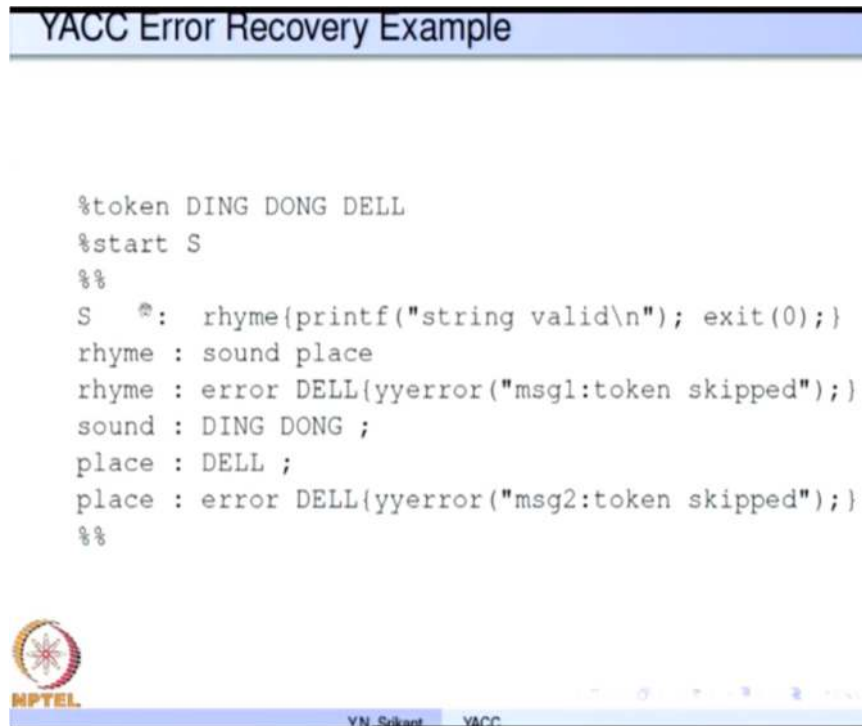 YACC Error Recovery Example
%token DING DONG DELL
%start S
%%
S : rhyme{printf("string valid\n"); exit(0);}
rhyme : sound place
rhyme : error DELL{yyerror("msg1:token skipped");}
sound : DING DONG ;
place : DELL ;
place : error DELL{yyerror("msg2:token skipped");}
%%
NPTEL
Y.N. Srikant YACC